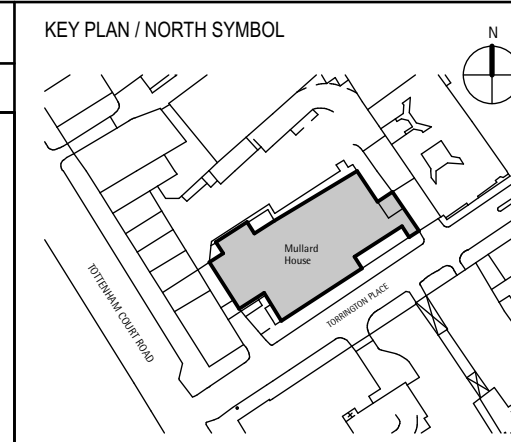 KEY PLAN / NORTH SYMBOL
N
Mullard
House
TOTTENHAM COURT ROAD
TORRINGTON PLACE